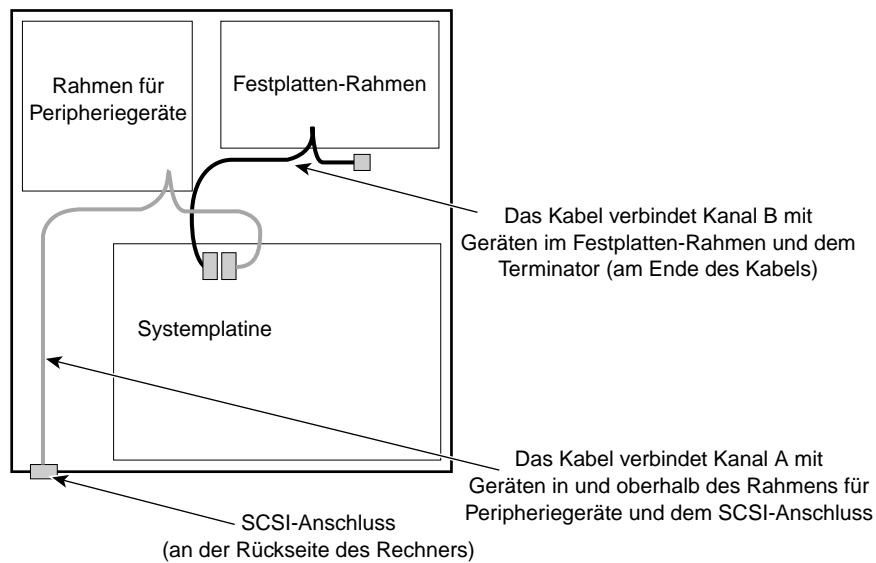 Rahmen für
Peripheriegeräte
Festplatten-Rahmen
Das Kabel verbindet Kanal B mit
Geräten im Festplatten-Rahmen und dem
Terminator (am Ende des Kabels)
Systemplatine
Das Kabel verbindet Kanal A mit
Geräten in und oberhalb des Rahmens für
Peripheriegeräte und dem SCSI-Anschluss
SCSI-Anschluss
(an der Rückseite des Rechners)